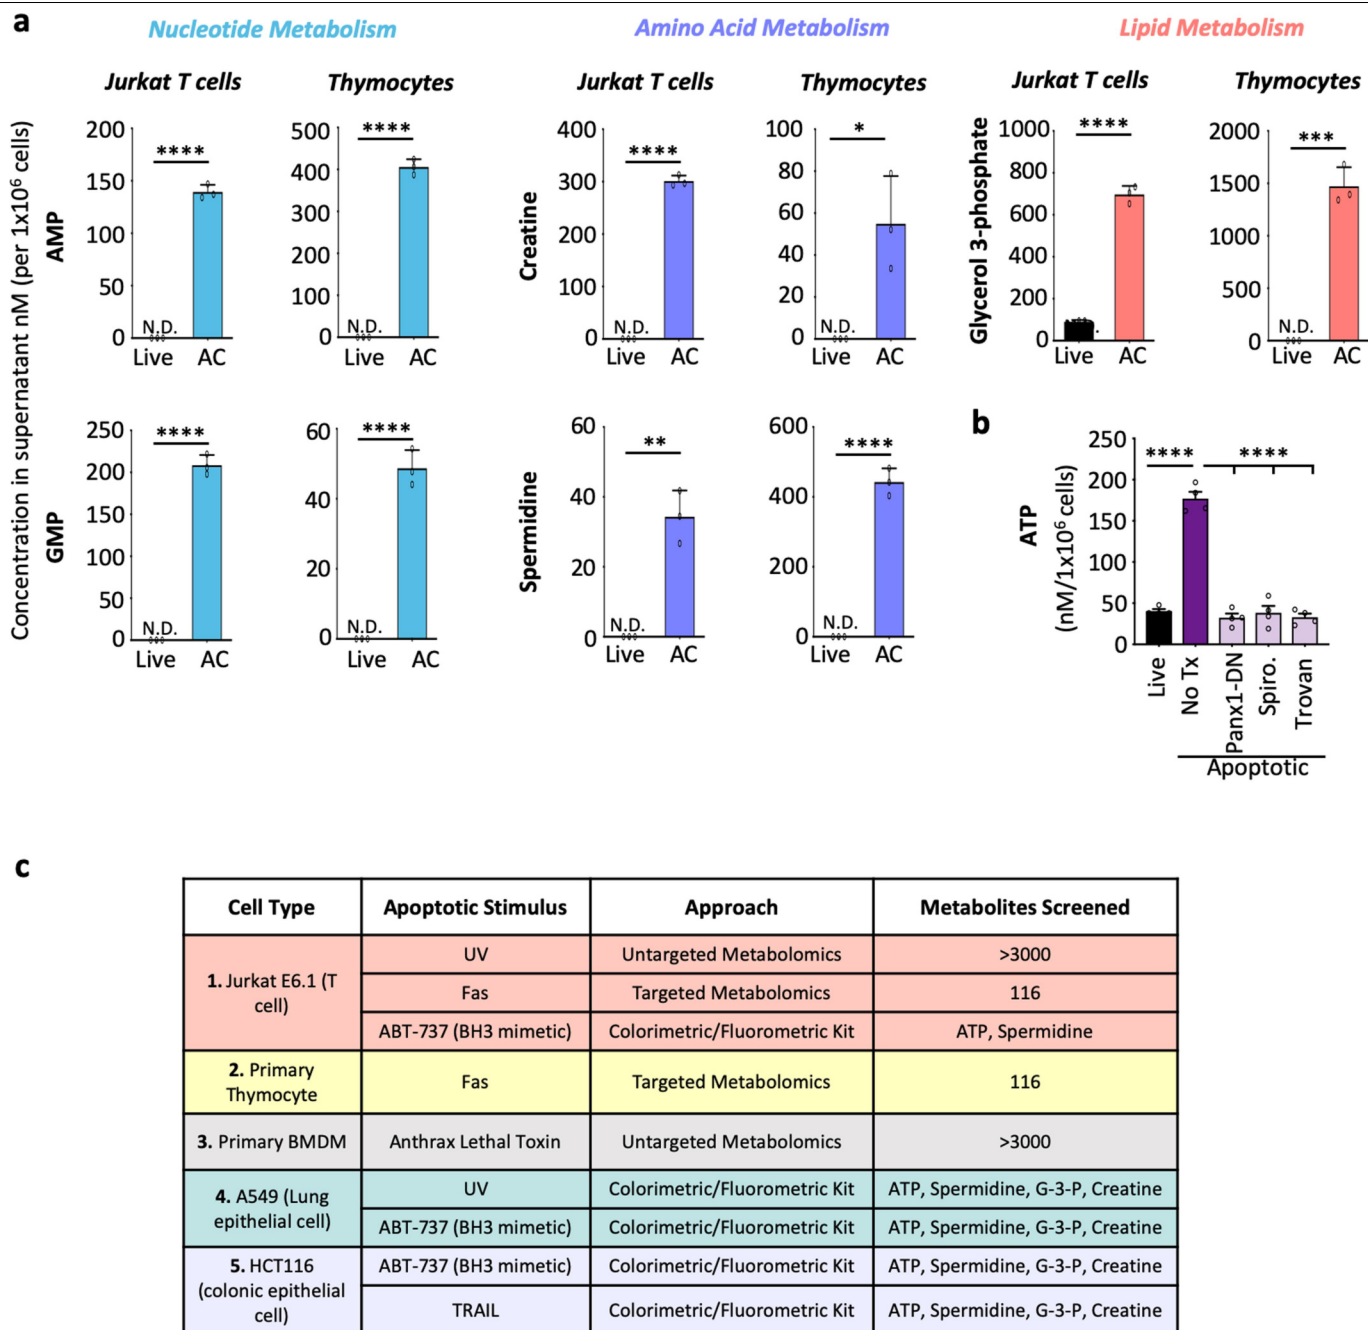 a
Nucleotide Metabolism
Amino Acid Metabolism
Lipid Metabolism
Jurkat T cells
Thymocytes
Jurkat T cells
Thymocytes
Jurkat T cells
Thymocytes
Concentration in supernatant nM (per 1x10⁶ cells)
AMP
200
150
100
50
0
****
N.D.
Live AC
500
400
300
200
100
0
****
N.D.
Live AC
Creatine
400
300
200
100
0
****
N.D.
Live AC
100
80
60
40
20
0
*
N.D.
Live AC
Glycerol 3-phosphate
1000
800
600
400
200
0
****
Live AC
2000
1500
1000
500
0
***
N.D.
Live AC
GMP
250
200
150
100
50
0
****
N.D.
Live AC
60
40
20
0
****
N.D.
Live AC
Spermidine
60
40
20
0
**
N.D.
Live AC
600
400
200
0
****
N.D.
Live AC
b
ATP
(nM/1x10⁶ cells)
250
200
150
100
50
0
**** ****
Live
No Tx
Panx1-DN
Spiro.
Trovan
Apoptotic
c
Cell Type Apoptotic Stimulus Approach Metabolites Screened
1. Jurkat E6.1 (T
cell)
UV Untargeted Metabolomics >3000
Fas Targeted Metabolomics 116
ABT-737 (BH3 mimetic) Colorimetric/Fluorometric Kit ATP, Spermidine
2. Primary
Thymocyte
Fas Targeted Metabolomics 116
3. Primary BMDM Anthrax Lethal Toxin Untargeted Metabolomics >3000
4. A549 (Lung
epithelial cell)
UV Colorimetric/Fluorometric Kit ATP, Spermidine, G-3-P, Creatine
ABT-737 (BH3 mimetic) Colorimetric/Fluorometric Kit ATP, Spermidine, G-3-P, Creatine
5. HCT116
(colonic epithelial
cell)
ABT-737 (BH3 mimetic) Colorimetric/Fluorometric Kit ATP, Spermidine, G-3-P, Creatine
TRAIL Colorimetric/Fluorometric Kit ATP, Spermidine, G-3-P, Creatine